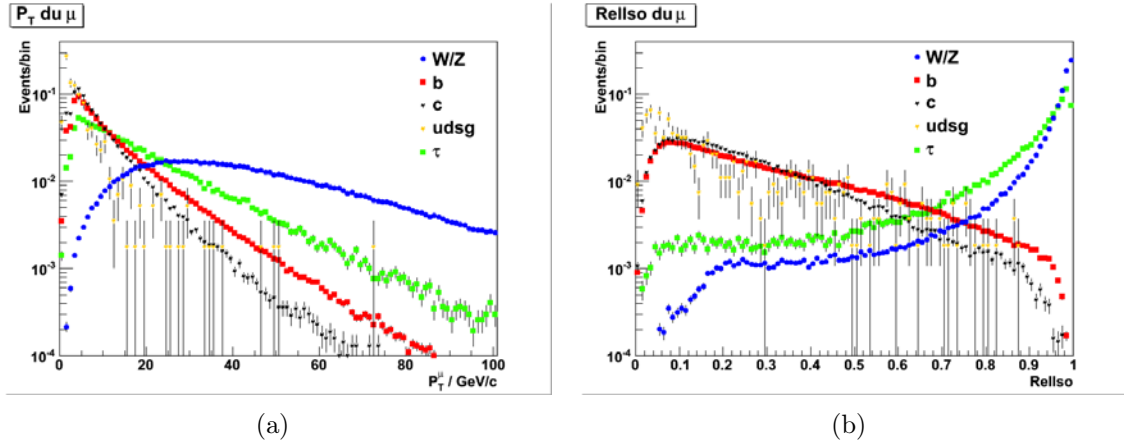 P_T du μ
Events/bin
10^-1
10^-2
10^-3
10^-4
W/Z
b
c
udsg
τ
0 20 40 60 80 100
P_T^μ / GeV/c
(a)
RelIso du μ
Events/bin
10^-1
10^-2
10^-3
10^-4
W/Z
b
c
udsg
τ
0 0.1 0.2 0.3 0.4 0.5 0.6 0.7 0.8 0.9 1
RelIso
(b)